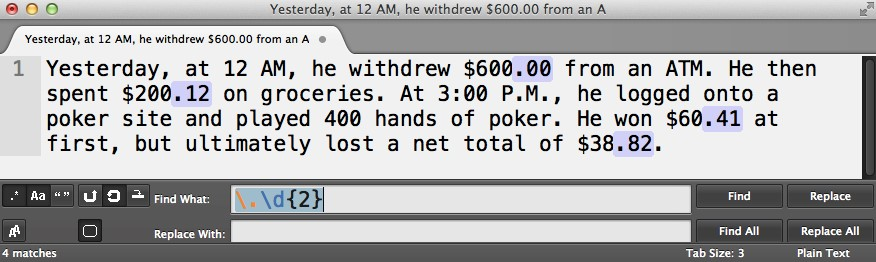 Yesterday, at 12 AM, he withdrew $600.00 from an A
Yesterday, at 12 AM, he withdrew $600.00 from an A
1 Yesterday, at 12 AM, he withdrew $600.00 from an ATM. He then
spent $200.12 on groceries. At 3:00 P.M., he logged onto a
poker site and played 400 hands of poker. He won $60.41 at
first, but ultimately lost a net total of $38.82.
.* Aa “” Find What: \.\d{2} Find Replace
Replace With: Find All Replace All
4 matches Tab Size: 3 Plain Text